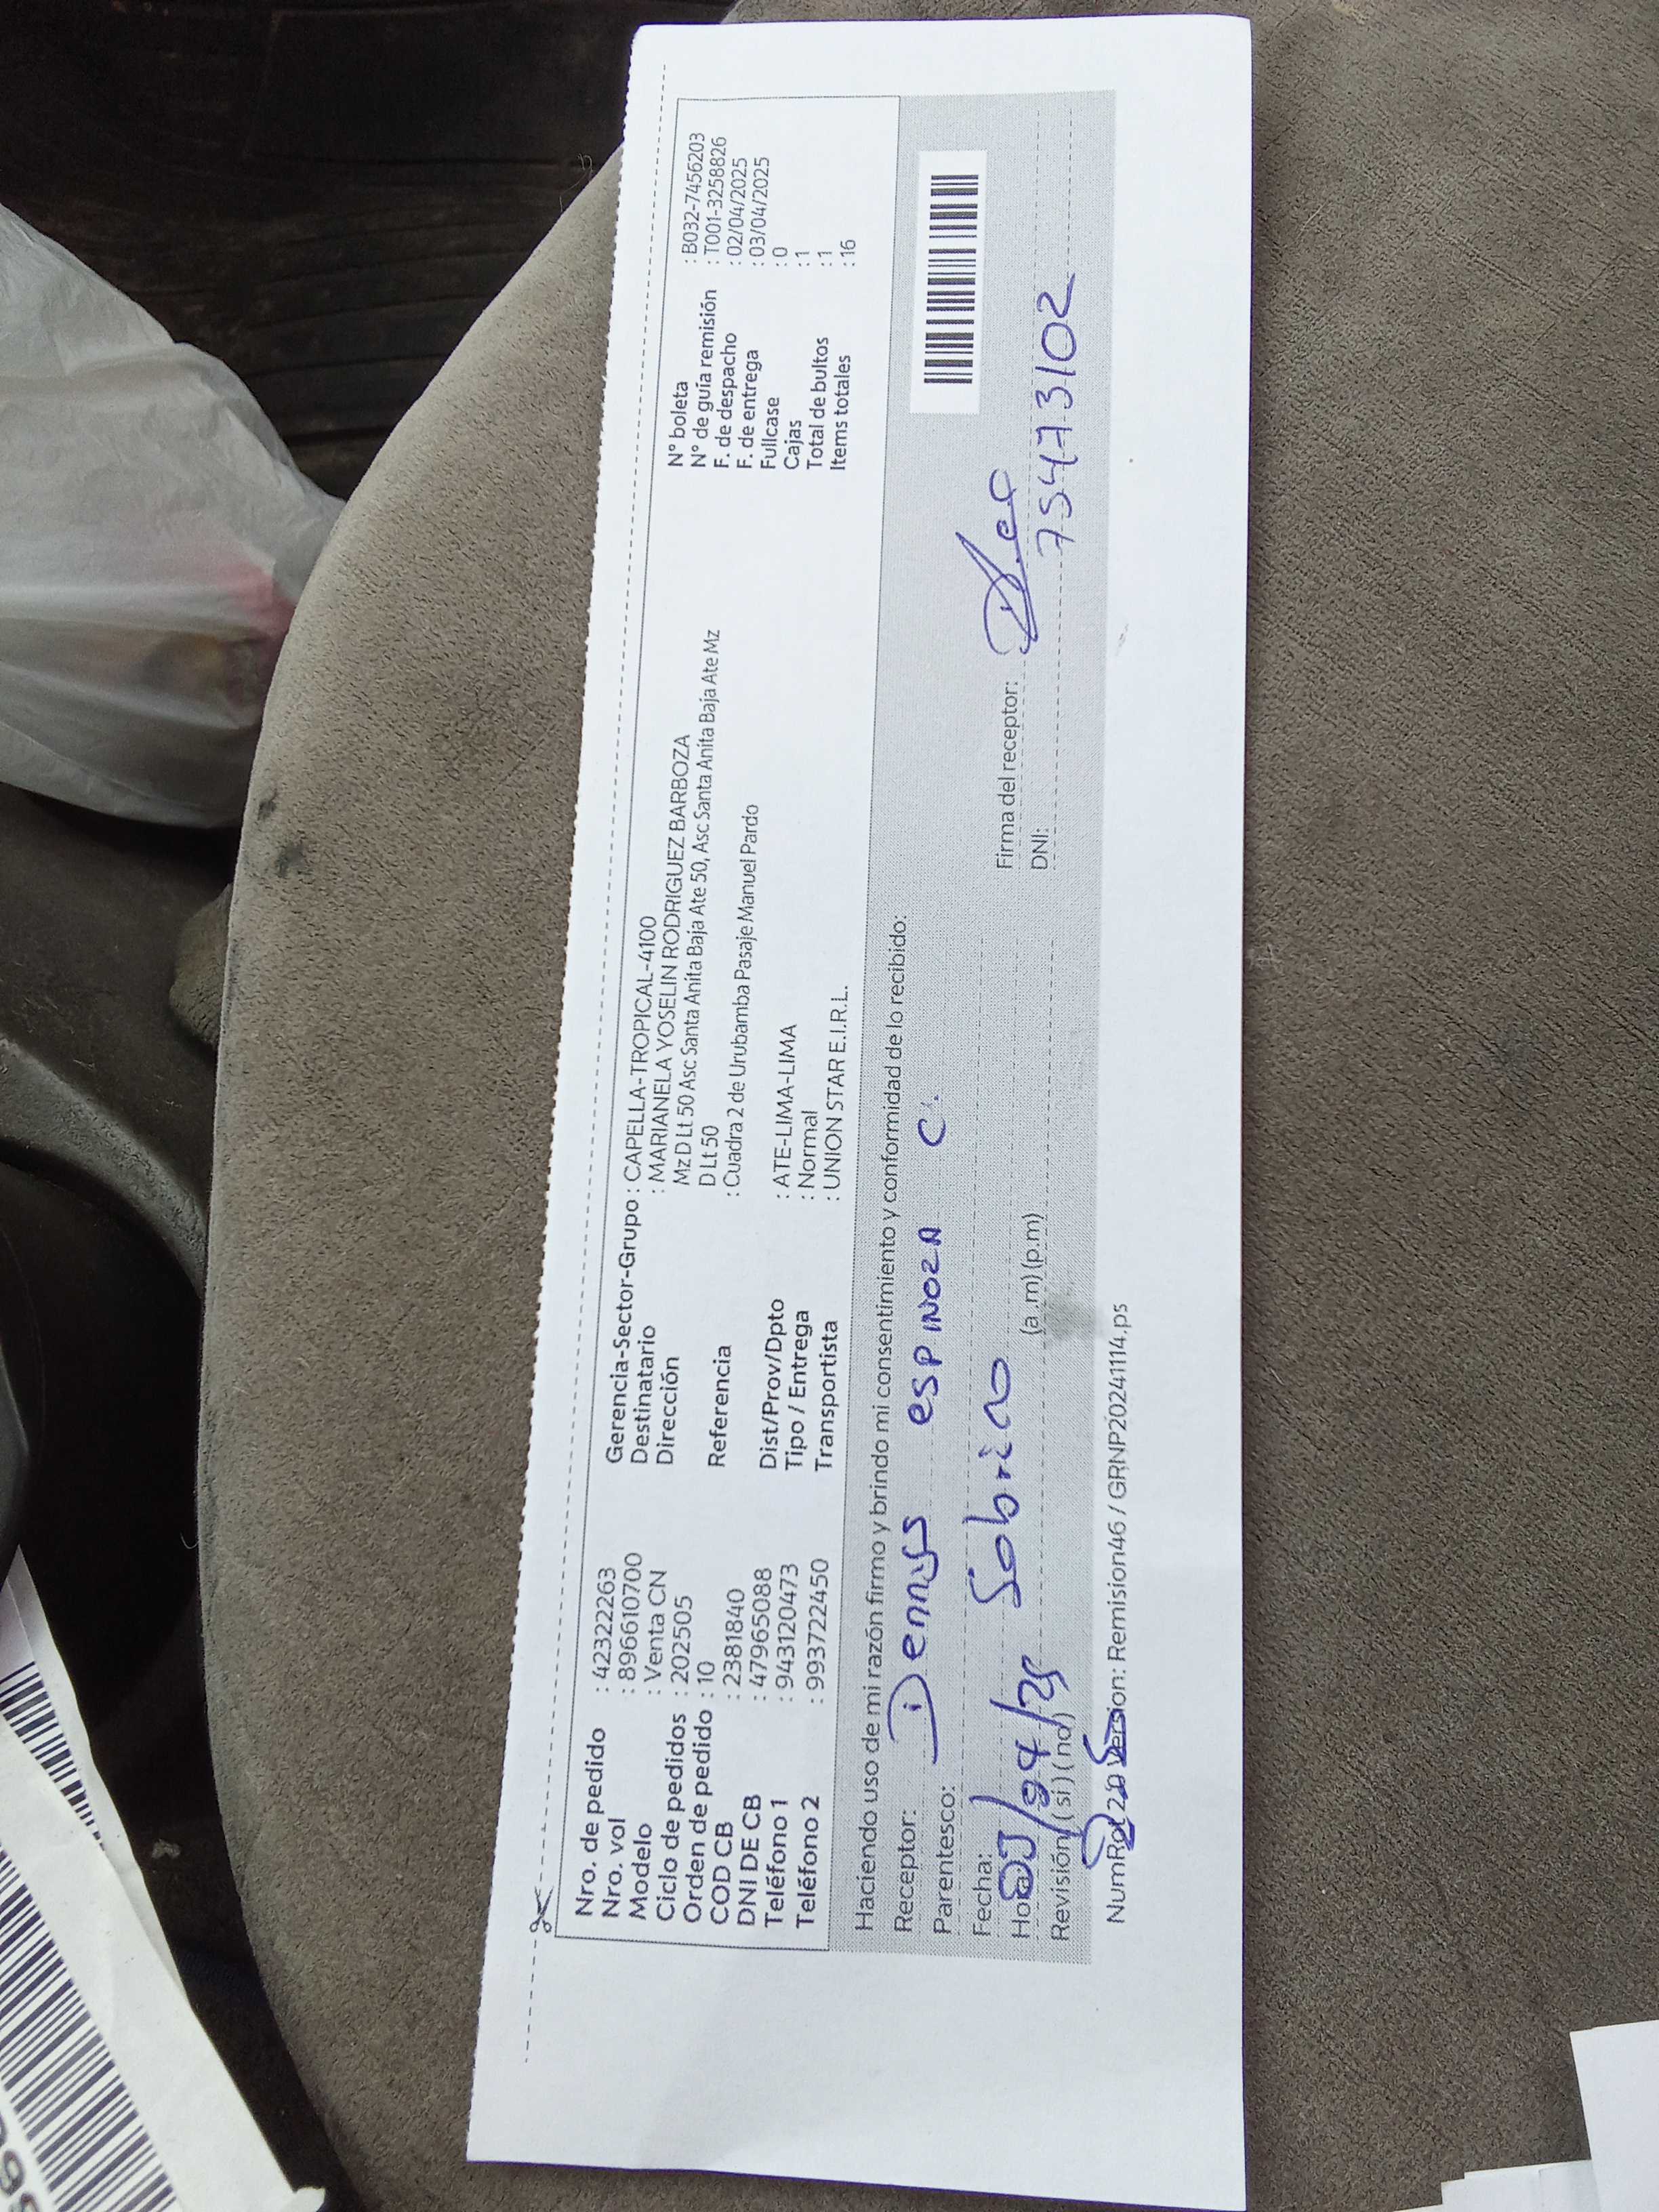 Nro. de pedido : 42322263
Nro. vol : 896610700
Modelo : Venta CN
Ciclo de pedidos : 202505
Orden de pedido : 10
COD CB : 2381840
DNI DE CB : 47965088
Teléfono 1 : 943120473
Teléfono 2 : 993722450
Gerencia-Sector-Grupo : CAPELLA-TROPICAL-4100
Destinatario : MARIANELA YOSELIN RODRIGUEZ BARBOZA
Dirección Mz D Lt 50 Asc Santa Anita Baja Ate 50, Asc Santa Anita Baja Ate Mz
D Lt 50
Referencia : Cuadra 2 de Urubamba Pasaje Manuel Pardo
Dist/Prov/Dpto : ATE-LIMA-LIMA
Tipo / Entrega : Normal
Transportista : UNION STAR E.I.R.L.
N° boleta : B032-7456203
N° de guía remisión : T001-3258826
F. de despacho : 02/04/2025
F. de entrega : 03/04/2025
Fullcase : 0
Cajas : 1
Total de bultos : 1
Items totales : 16
Haciendo uso de mi razón firmo y brindo mi consentimiento y conformidad de lo recibido:
Receptor: Dennys espinoza C.
Parentesco: Sobrino
Fecha: /04/25
(a.m) (p.m)
Revisión (si) (no)
Firma del receptor:
DNI: 75473102
Version: Remision46 / GRNP20241114.ps